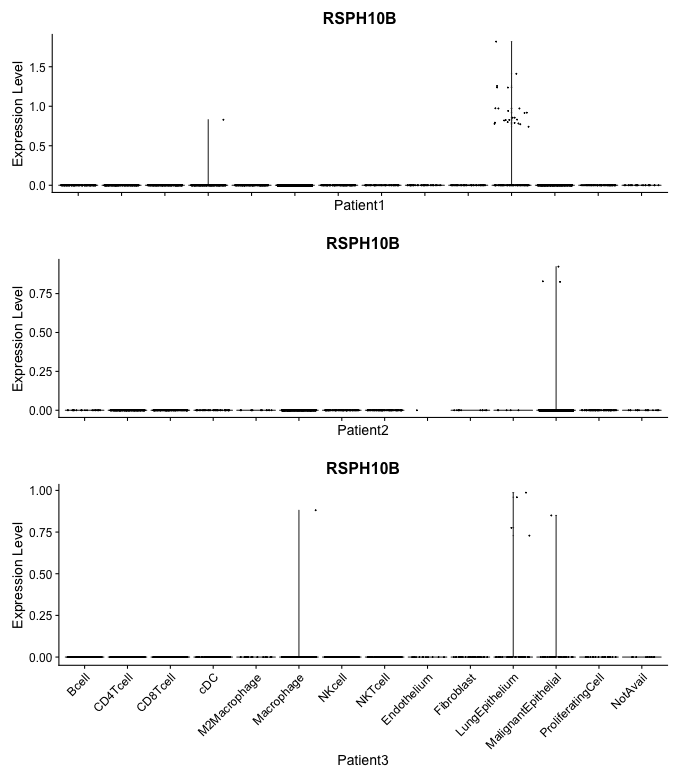 RSPH10B
Expression Level
1.5
1.0
0.5
0.0
Patient1
RSPH10B
Expression Level
0.75
0.50
0.25
0.00
Patient2
RSPH10B
Expression Level
1.00
0.75
0.50
0.25
0.00
Bcell
CD4Tcell
CD8Tcell
cDC
M2Macrophage
Macrophage
NKcell
NKTcell
Endothelium
Fibroblast
LungEpithelium
MalignantEpithelial
ProliferatingCell
NotAvail
Patient3